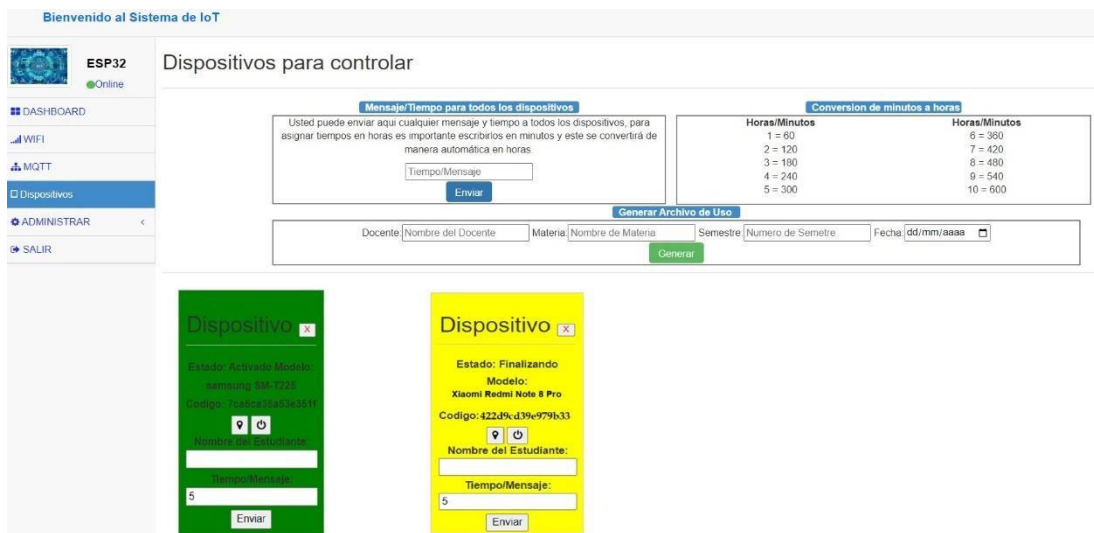 Bienvenido al Sistema de IoT
ESP32
Online
DASHBOARD
WIFI
MQTT
Dispositivos
ADMINISTRAR <
SALIR
Dispositivos para controlar
Mensaje/Tiempo para todos los dispositivos
Usted puede enviar aqui cualquier mensaje y tiempo a todos los dispositivos, para
asignar tiempos en horas es importante escribirlos en minutos y este se convertirá de
manera automática en horas.
Tiempo/Mensaje
Enviar
Conversion de minutos a horas
Horas/Minutos Horas/Minutos
1 = 60 6 = 360
2 = 120 7 = 420
3 = 180 8 = 480
4 = 240 9 = 540
5 = 300 10 = 600
Generar Archivo de Uso
Docente: Nombre del Docente Materia: Nombre de Materia Semestre: Numero de Semetre Fecha: dd/mm/aaaa
Generar
Dispositivo X
Estado: Activado Modelo:
samsung SM-T225
Codigo:
Nombre del Estudiante:
Tiempo/Mensaje:
5
Enviar
Dispositivo X
Estado: Finalizando
Modelo:
Xiaomi Redmi Note 8 Pro
Codigo: 422d9cd39e979b33
Nombre del Estudiante:
Tiempo/Mensaje:
5
Enviar